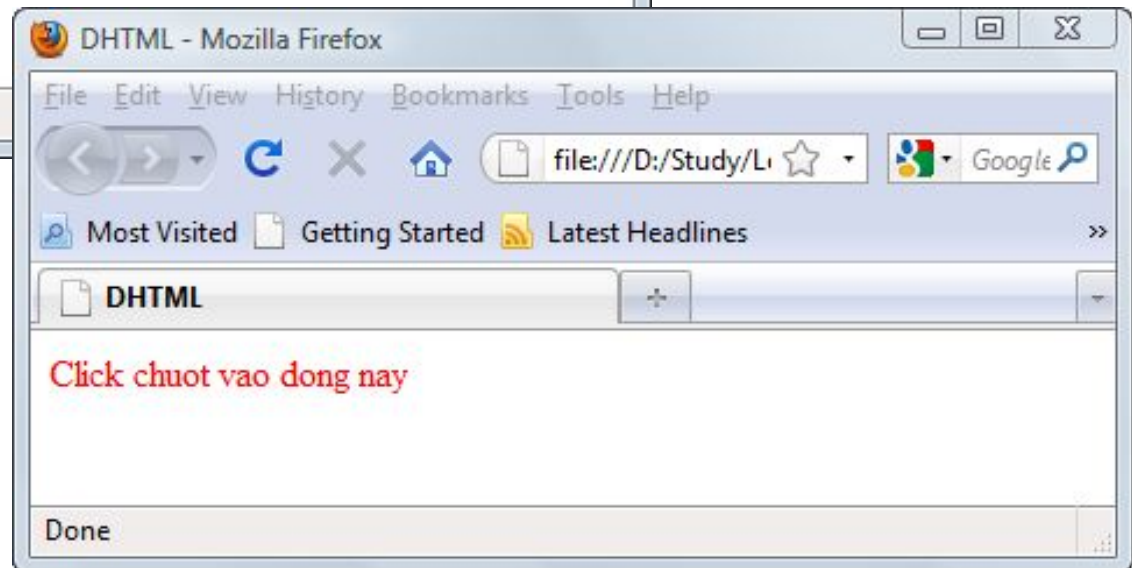 DHTML - Mozilla Firefox
File Edit View History Bookmarks Tools Help
file:///D:/Study/L
Google
Most Visited Getting Started Latest Headlines »
DHTML
Click chuot vao dong nay
Done